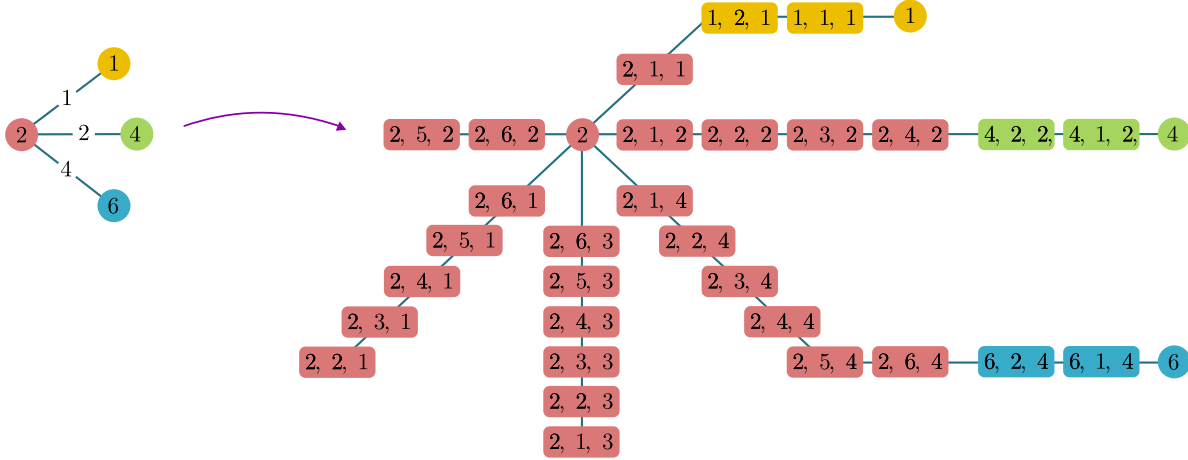 1, 2, 1 1, 1, 1 1
1
2, 1, 1
1
2 2 4 2, 5, 2 2, 6, 2 2 2, 1, 2 2, 2, 2 2, 3, 2 2, 4, 2 4, 2, 2, 4, 1, 2, 4
4
6 2, 6, 1 2, 1, 4
2, 5, 1 2, 6, 3 2, 2, 4
2, 4, 1 2, 5, 3 2, 3, 4
2, 3, 1 2, 4, 3 2, 4, 4
2, 2, 1 2, 3, 3 2, 5, 4 2, 6, 4 6, 2, 4 6, 1, 4 6
2, 2, 3
2, 1, 3